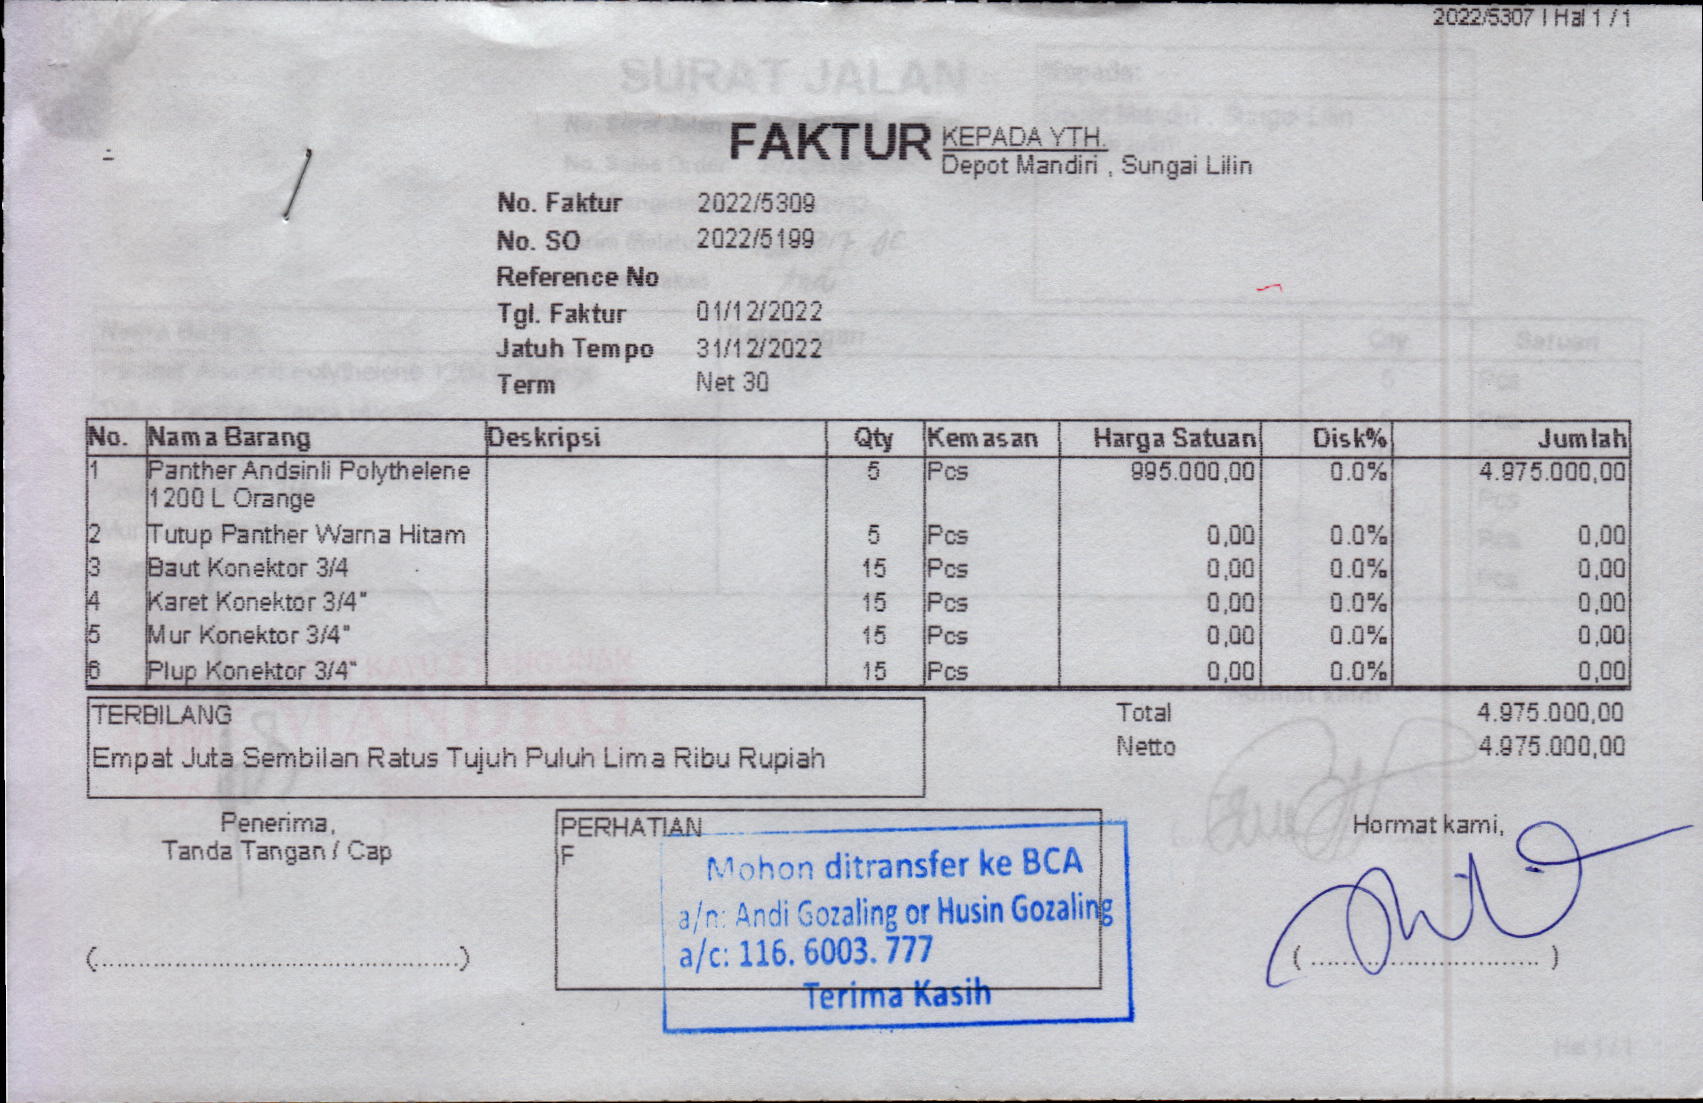 2022/5307 | Hal 1 / 1
FAKTUR
KEPADA YTH.
Depot Mandiri , Sungai Lilin
No. Faktur 2022/5309
No. SO 2022/5199
Reference No
Tgl. Faktur 01/12/2022
Jatuh Tempo 31/12/2022
Term Net 30
No. Nama Barang Deskripsi Qty Kemasan Harga Satuan Disk% Jumlah
1 Panther Andsinli Polythelene 5 Pcs 995.000,00 0.0% 4.975.000,00
1200 L Orange
2 Tutup Panther Warna Hitam 5 Pcs 0,00 0.0% 0,00
3 Baut Konektor 3/4 15 Pcs 0,00 0.0% 0,00
4 Karet Konektor 3/4" 15 Pcs 0,00 0.0% 0,00
5 Mur Konektor 3/4" 15 Pcs 0,00 0.0% 0,00
6 Plup Konektor 3/4" 15 Pcs 0,00 0.0% 0,00
TERBILANG
Empat Juta Sembilan Ratus Tujuh Puluh Lima Ribu Rupiah
Total 4.975.000,00
Netto 4.975.000,00
Penerima,
Tanda Tangan / Cap
(................................................)
PERHATIAN
F
Mohon ditransfer ke BCA
a/n: Andi Gozaling or Husin Gozaling
a/c: 116. 6003. 777
Terima Kasih
Hormat kami,
( .............................. )
SURAT JALAN